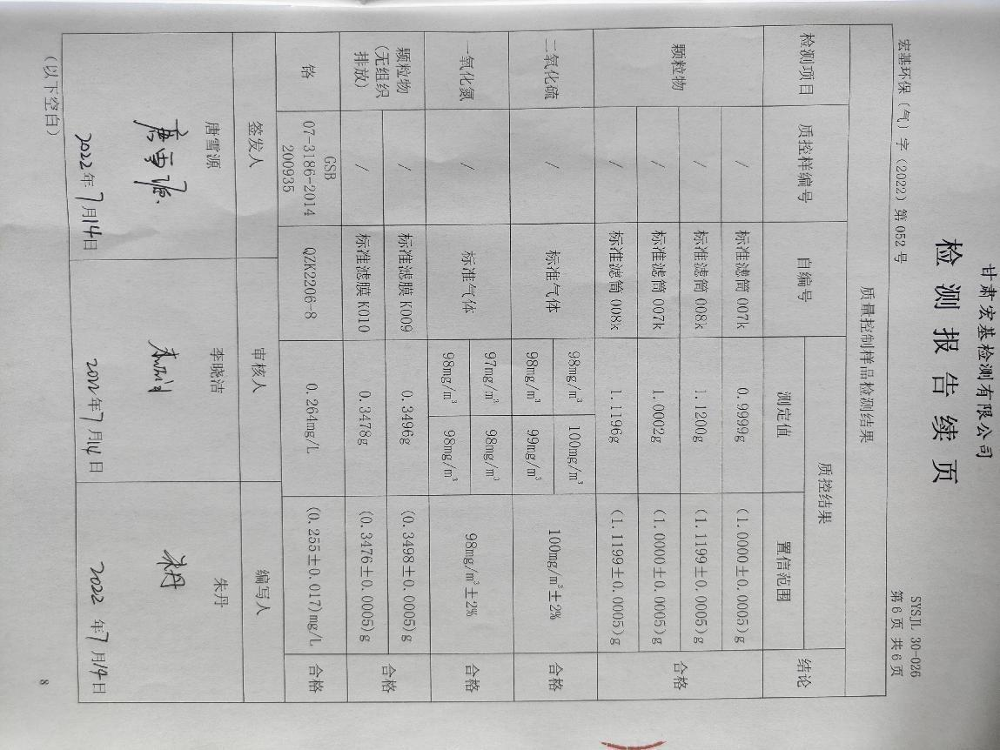 甘肃宏基检测有限公司
检测报告续页
SYSJL 30-026
宏基环保（气）字（2022）第 052 号 第 6 页 共 6 页
质量控制样品检测结果
检测项目 质控样编号 自编号 质控结果 结论
测定值 置信范围
颗粒物 / 标准滤筒 007k 0.9999g (1.0000±0.0005)g 合格
/ 标准滤筒 008k 1.1200g (1.1199±0.0005)g
/ 标准滤筒 007k 1.0002g (1.0000±0.0005)g
/ 标准滤筒 008k 1.1196g (1.1199±0.0005)g
二氧化硫 / 标准气体 98mg/m³ 100mg/m³ 100mg/m³±2% 合格
98mg/m³ 99mg/m³
一氧化氮 / 标准气体 97mg/m³ 98mg/m³ 98mg/m³±2% 合格
98mg/m³ 98mg/m³
颗粒物 / 标准滤膜 K009 0.3496g (0.3498±0.0005)g 合格
（无组织
排放） / 标准滤膜 K010 0.3478g (0.3476±0.0005)g
铬 GSB QZK2206-8 0.264mg/L (0.255±0.017)mg/L 合格
07-3186-2014
200935
签发人 审核人 编写人
唐雪源 李晓洁 朱丹
唐雪源 朱丹
2022年7月14日 2022年7月14日 2022年7月14日
（以下空白）
8